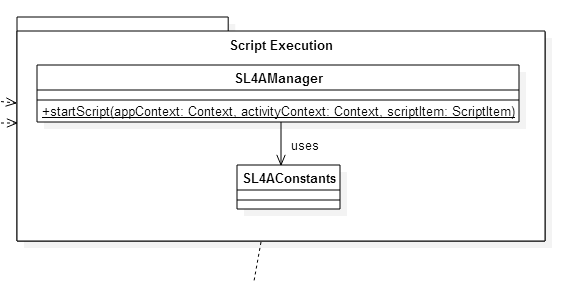 Script Execution
SL4AManager
+startScript(appContext: Context, activityContext: Context, scriptItem: ScriptItem)
uses
SL4AConstants